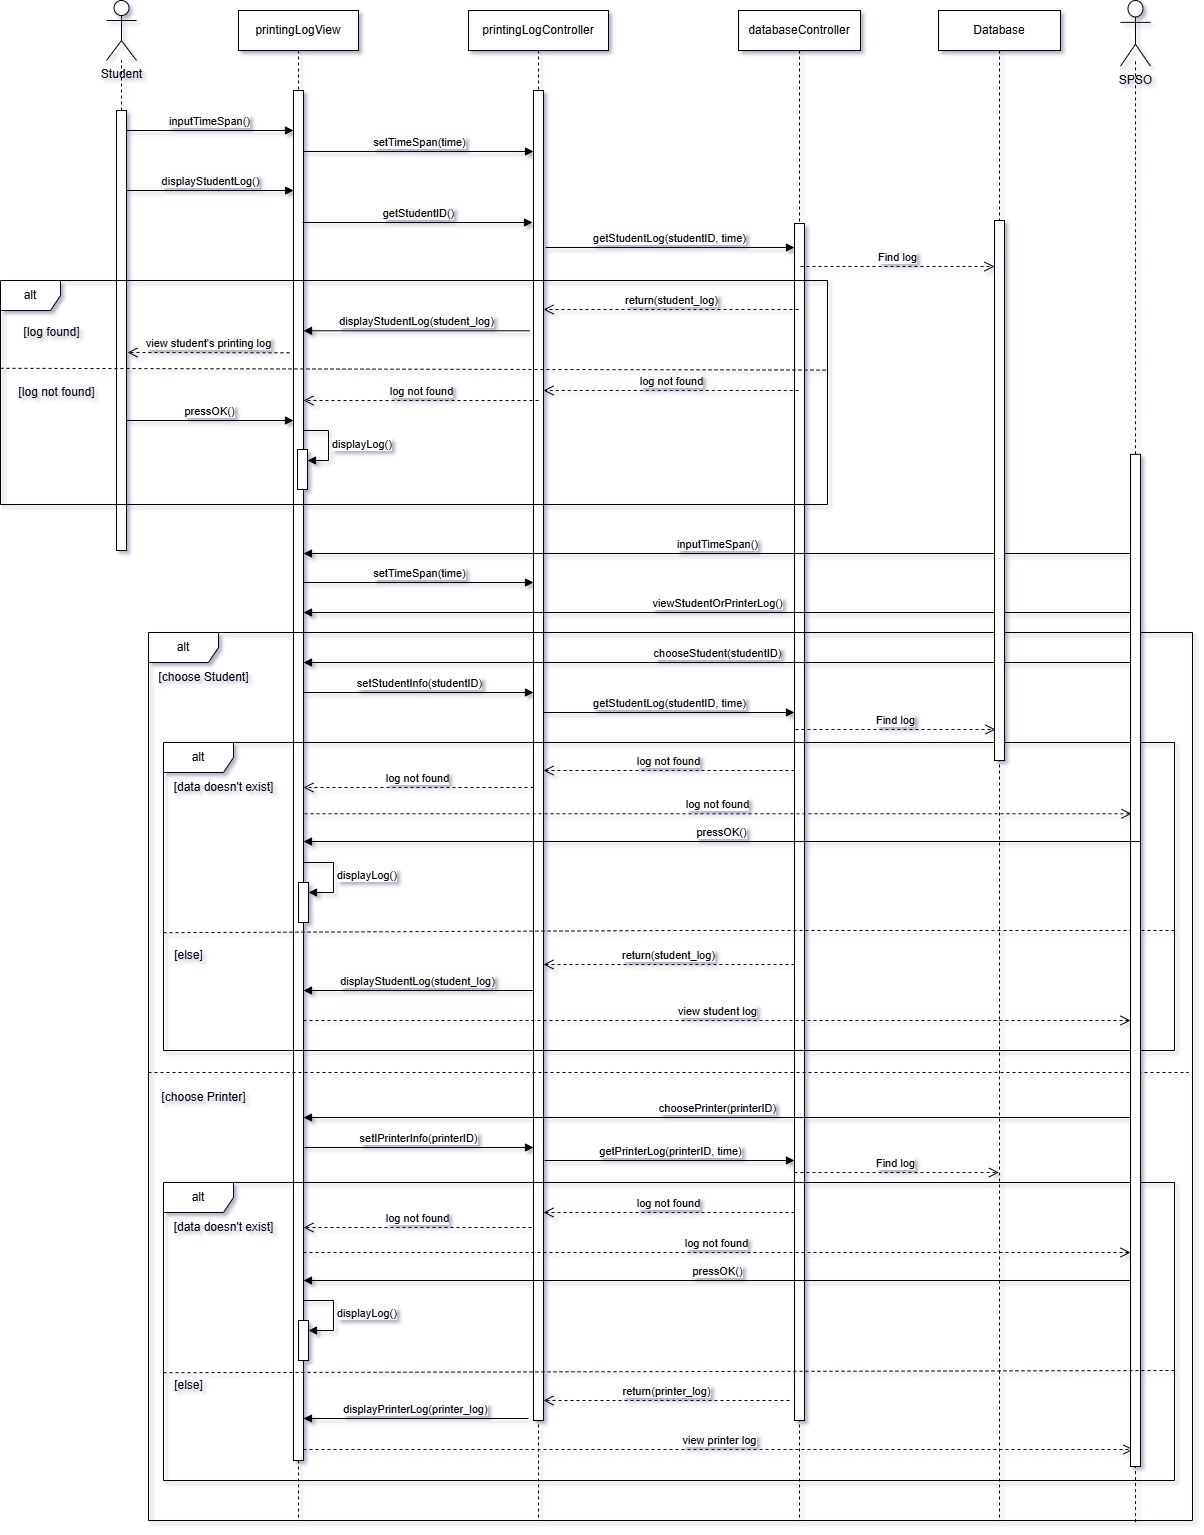 printingLogView
printingLogController
databaseController
Database
Student
SPSO
inputTimeSpan()
setTimeSpan(time)
displayStudentLog()
getStudentID()
getStudentLog(studentID, time)
Find log
alt
return(student_log)
displayStudentLog(student_log)
[log found]
view student's printing log
log not found
[log not found]
log not found
pressOK()
displayLog()
inputTimeSpan()
setTimeSpan(time)
viewStudentOrPrinterLog()
alt
chooseStudent(studentID)
[choose Student]
setStudentInfo(studentID)
getStudentLog(studentID, time)
Find log
alt
log not found
log not found
[data doesn't exist]
log not found
pressOK()
displayLog()
[else]
return(student_log)
displayStudentLog(student_log)
view student log
[choose Printer]
choosePrinter(printerID)
setIPrinterInfo(printerID)
getPrinterLog(printerID, time)
Find log
alt
log not found
log not found
[data doesn't exist]
log not found
pressOK()
displayLog()
[else]
return(printer_log)
displayPrinterLog(printer_log)
view printer log